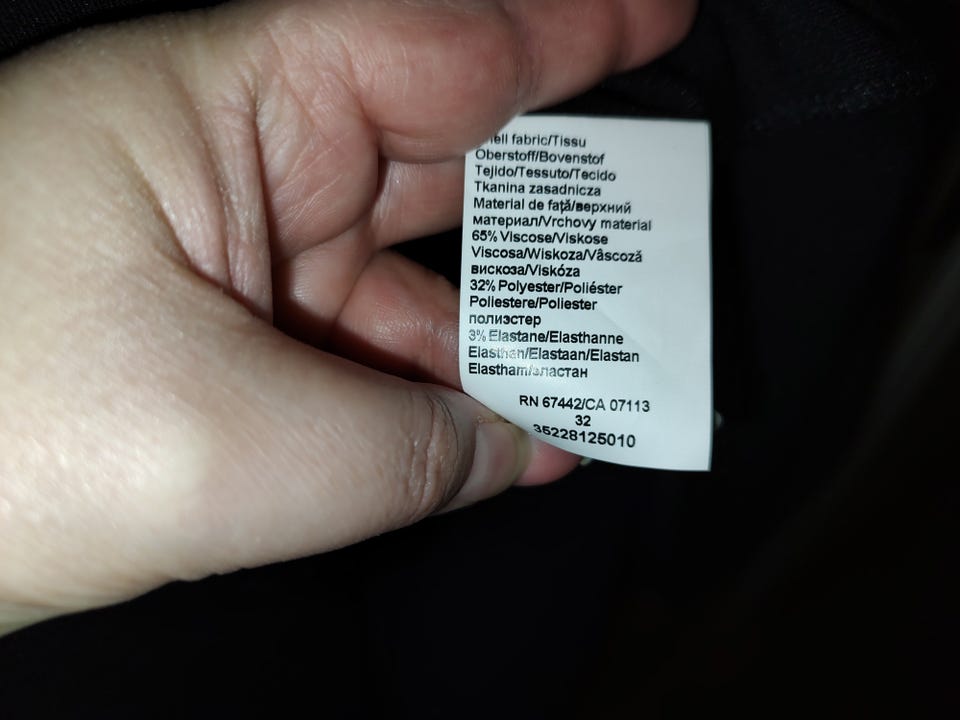 fabric/Tissu
Oberstoff/Bovenstof
Tejido/Tessuto/Tecido
Tkanina zasadnicza
Material de față/верхний
материал/Vrchovy material
65% Viscose/Viskose
Viscosa/Wiskoza/Vâscoză
вискоза/Viskóza
32% Polyester/Poliéster
Poliestere/Poliester
полиэстер
3% Elastane/Elasthanne
Elasthan/Elastaan/Elastan
Elastham/эластан
RN 67442/CA 07113
32
35228125010